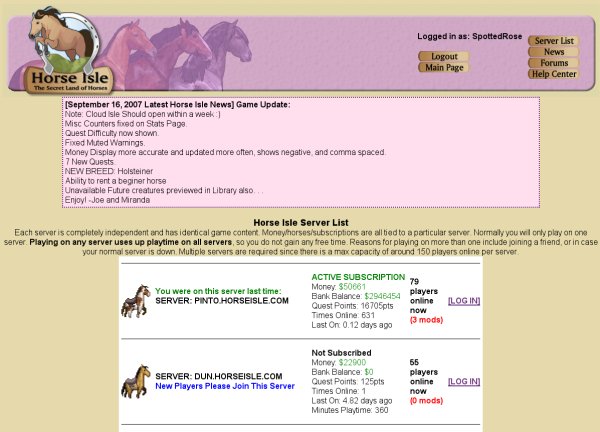 Logged in as: SpottedRose
Server List
Logout
News
Main Page
Forums
Help Center
Horse Isle
The Secret Land of Horses
[September 16, 2007 Latest Horse Isle News] Game Update:
Note: Cloud Isle Should open within a week :)
Misc Counters fixed on Stats Page.
Quest Difficulty now shown.
Fixed Muted Warnings.
Money Display more accurate and updated more often, shows negative, and comma spaced.
7 New Quests.
NEW BREED: Holsteiner
Ability to rent a beginer horse
Unavailable Future creatures previewed in Library also. . .
Enjoy! -Joe and Miranda
Horse Isle Server List
Each server is completely independent and has identical game content. Money/horses/subscriptions are all tied to a particular server. Normally you will only play on one
server. Playing on any server uses up playtime on all servers, so you do not gain any free time. Reasons for playing on more than one include joining a friend, or in case
your normal server is down. Multiple servers are required since there is a max capacity of around 150 players online per server.
You were on this server last time:
SERVER: PINTO.HORSEISLE.COM
ACTIVE SUBSCRIPTION
Money: $50661
Bank Balance: $2946454
Quest Points: 16705pts
Times Online: 631
Last On: 0.12 days ago
79
players
online
now
(3 mods)
[LOG IN]
SERVER: DUN.HORSEISLE.COM
New Players Please Join This Server
Not Subscribed
Money: $22900
Bank Balance: $0
Quest Points: 125pts
Times Online: 1
Last On: 4.82 days ago
Minutes Playtime: 360
55
players
online
now
(0 mods)
[LOG IN]